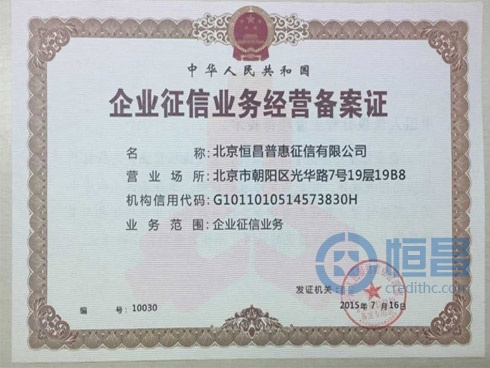 中华人民共和国
企业征信业务经营备案证
名 称:北京恒昌普惠征信有限公司
营 业 场 所:北京市朝阳区光华路7号19层19B8
机构信用代码:G1011010514573830H
业 务 范 围:企业征信业务
恒昌
credithc.com
发证机关:
2015年 7 月16日
编 号:10030